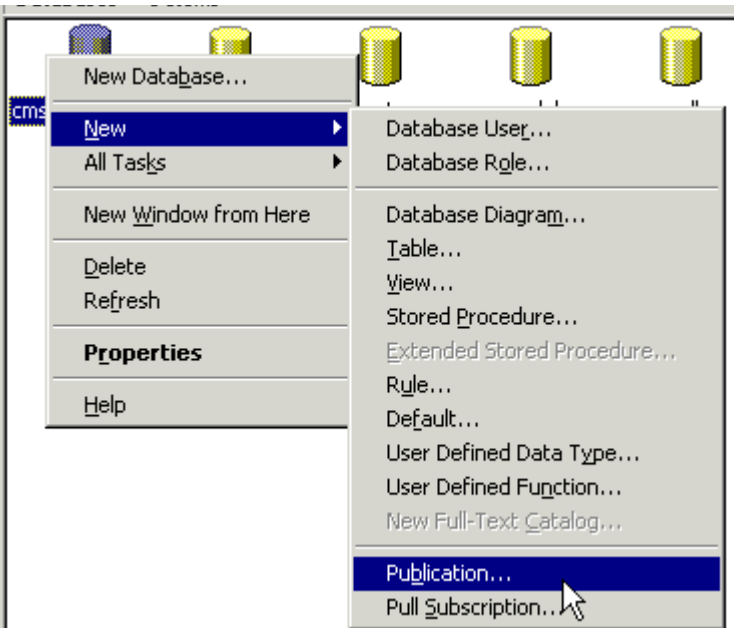 cms
New Database...
New
All Tasks
New Window from Here
Delete
Refresh
Properties
Help
Database User...
Database Role...
Database Diagram...
Table...
View...
Stored Procedure...
Extended Stored Procedure...
Rule...
Default...
User Defined Data Type...
User Defined Function...
New Full-Text Catalog...
Publication...
Pull Subscription...